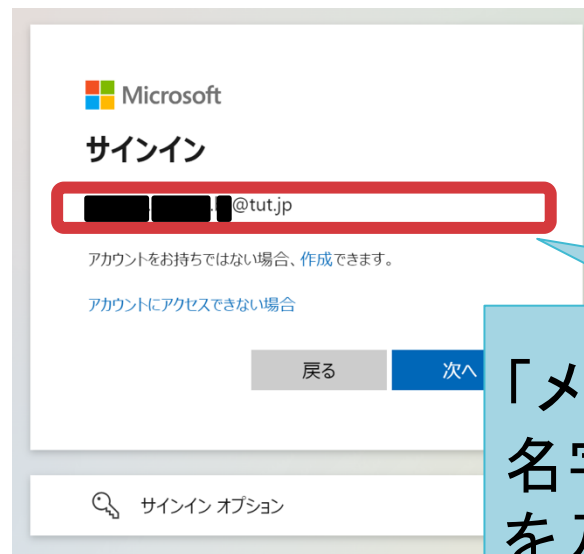 Microsoft
サインイン
@tut.jp
アカウントをお持ちではない場合、作成できます。
アカウントにアクセスできない場合
戻る
次へ
「メ
名字
を入
サインイン オプション